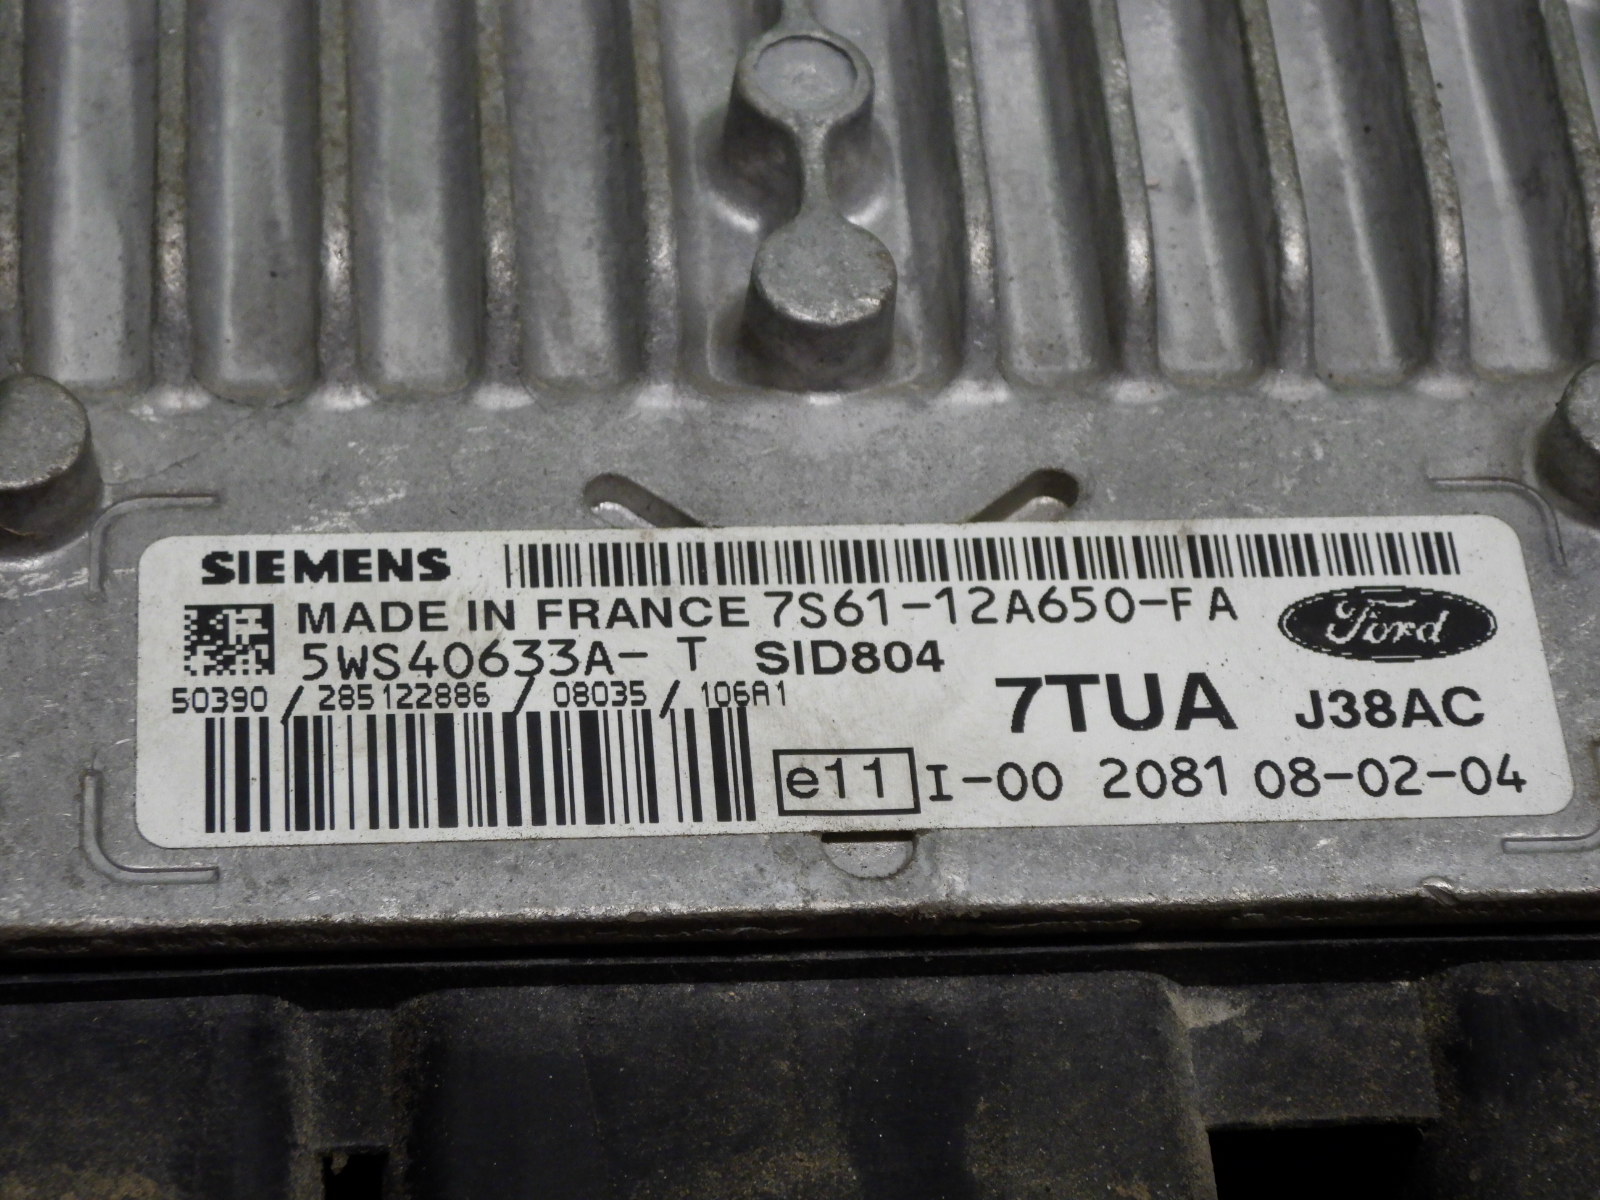 SIEMENS
MADE IN FRANCE 7S61-12A650-FA
Ford
5WS40633A- T SID804
50390 / 285122886 / 08035 / 106A1
7TUA J38AC
e11 I-00 2081 08-02-04